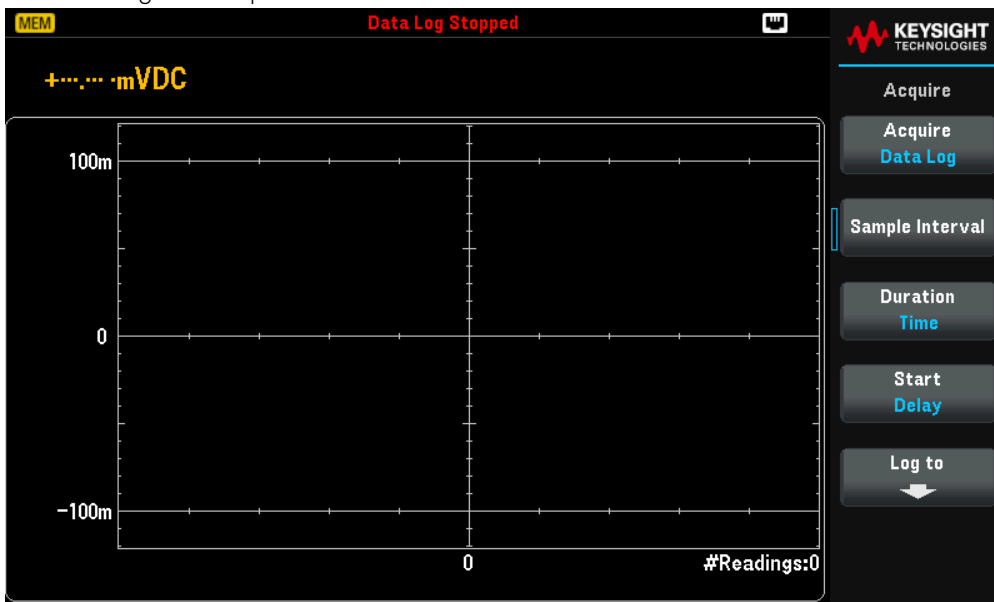 MEM
Data Log Stopped
KEYSIGHT
TECHNOLOGIES
+---.--- -mVDC
Acquire
Acquire
Data Log
Sample Interval
Duration
Time
Start
Delay
Log to
100m
0
-100m
0
#Readings:0